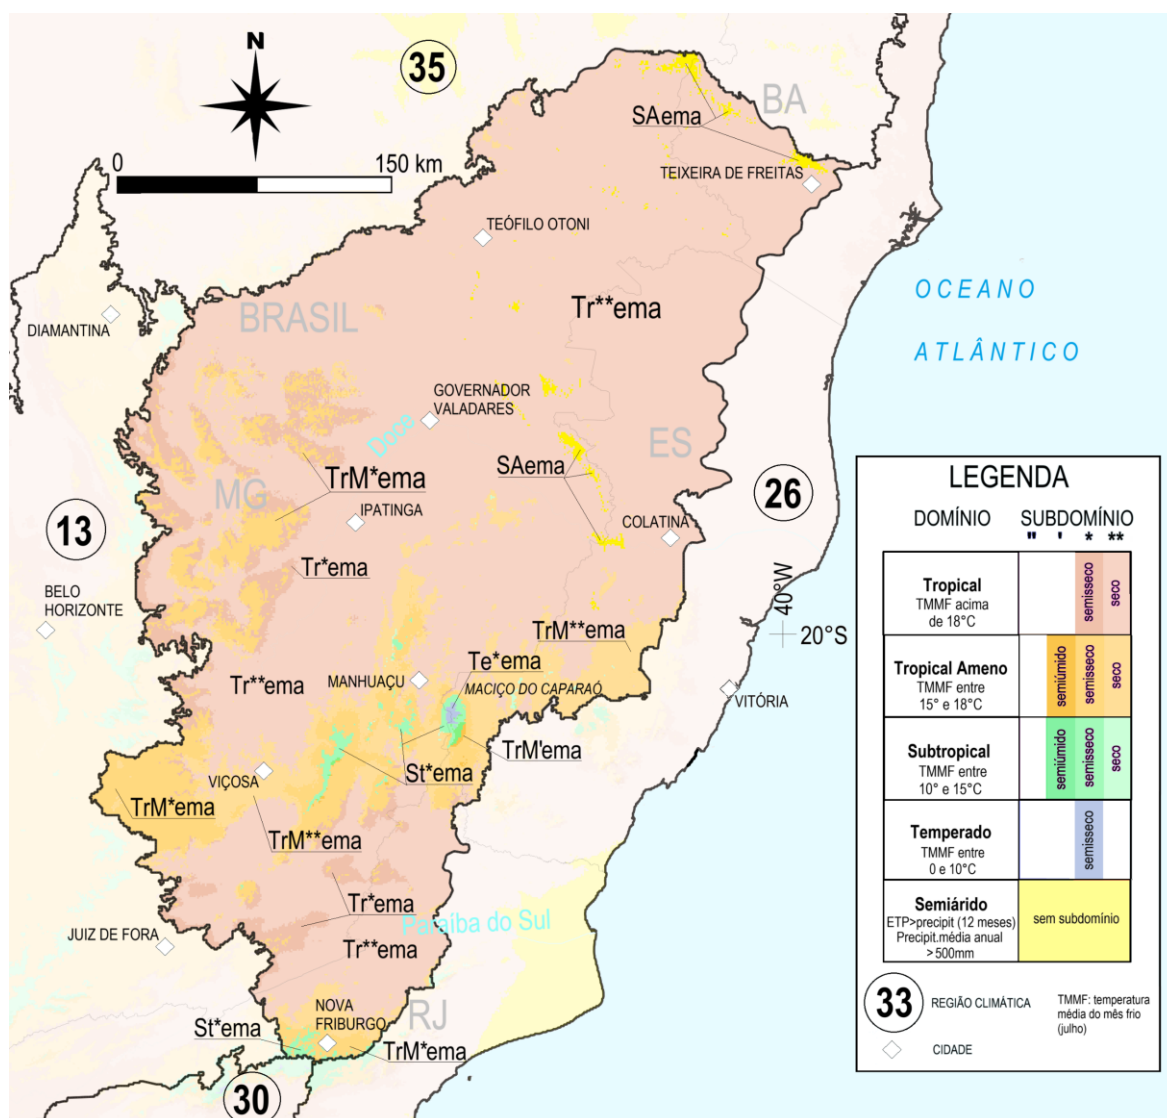 N
35
BA
SAema
0
150 km
TEIXEIRA DE FREITAS
TEÓFILO OTONI
OCEANO
ATLÂNTICO
DIAMANTINA
BRASIL
Tr**ema
GOVERNADOR
VALADARES
Doce
ES
SAema
TrM*ema
MG
26
13
IPATINGA
COLATINA
Tr*ema
BELO
HORIZONTE
40°W
20°S
TrM**ema
Te*ema
Tr**ema
MANHUAÇU
MACIÇO DO CAPARAÓ
VITÓRIA
TrM'ema
St*ema
VIÇOSA
TrM*ema
TrM**ema
Tr*ema
Paraíba do Sul
JUIZ DE FORA
Tr**ema
NOVA
FRIBURGO
RJ
St*ema
TrM*ema
30
LEGENDA
DOMÍNIO SUBDOMÍNIO
" ' * **
Tropical
TMMF acima
de 18°C
semisseco
seco
Tropical Ameno
TMMF entre
15° e 18°C
semiúmido
semisseco
seco
Subtropical
TMMF entre
10° e 15°C
semiúmido
semisseco
seco
Temperado
TMMF entre
0 e 10°C
semisseco
Semiárido
ETP>precipit (12 meses)
Precipit.média anual
>500mm
sem subdomínio
33
REGIÃO CLIMÁTICA
TMMF: temperatura
média do mês frio
(julho)
CIDADE